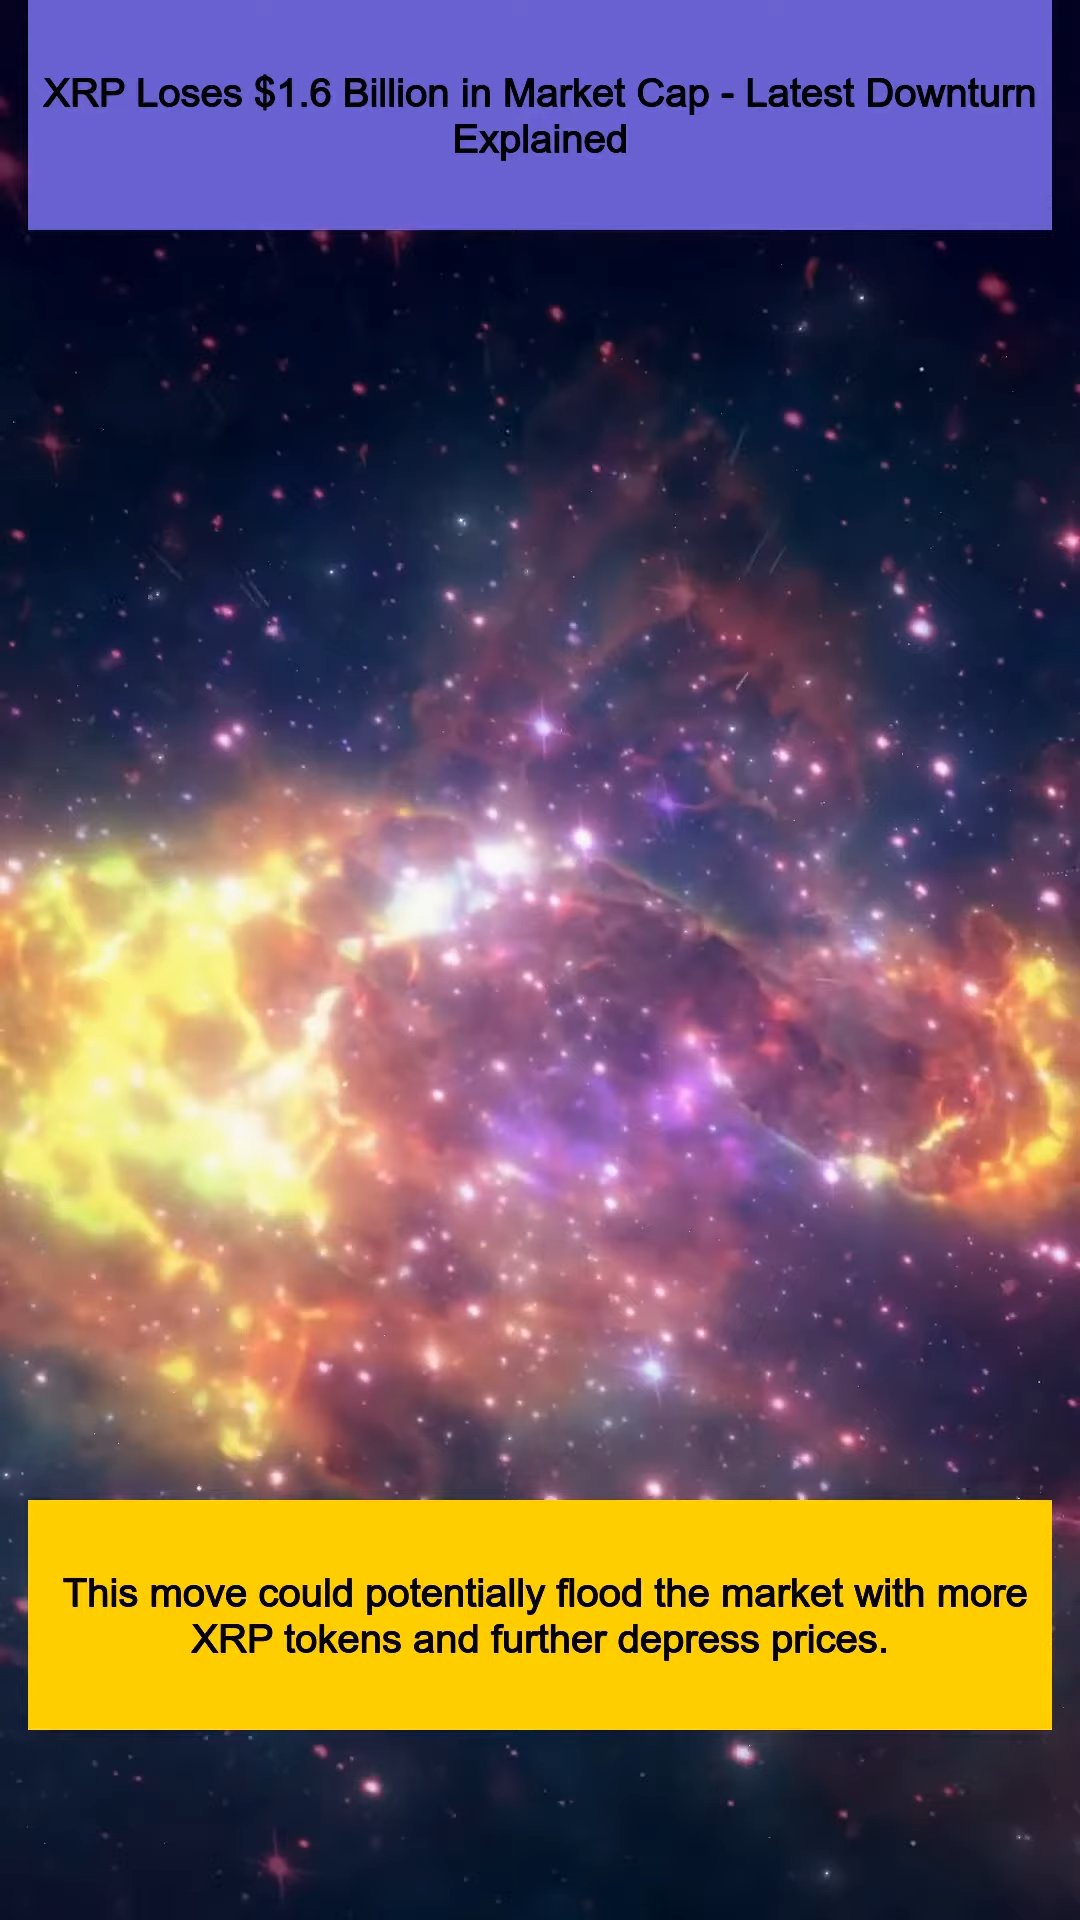 XRP Loses $1.6 Billion in Market Cap - Latest Downturn
Explained
This move could potentially flood the market with more
XRP tokens and further depress prices.